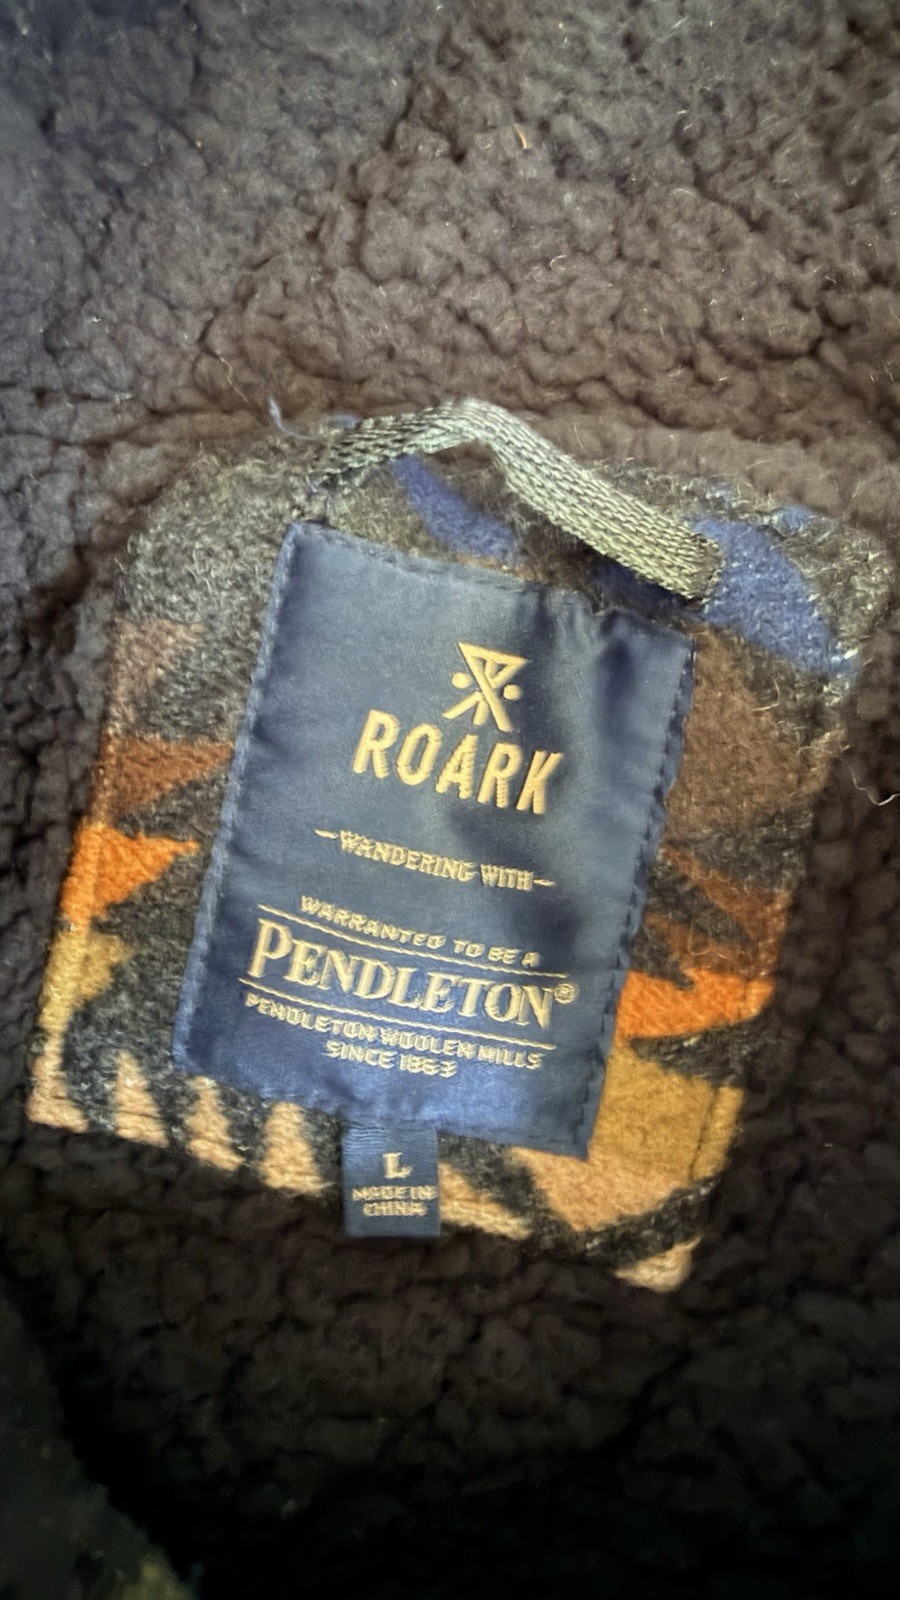 ROARK
-WANDERING WITH-
WARRANTED TO BE A
PENDLETON®
PENDLETON WOOLEN MILLS
SINCE 1863
L
MADE IN
CHINA